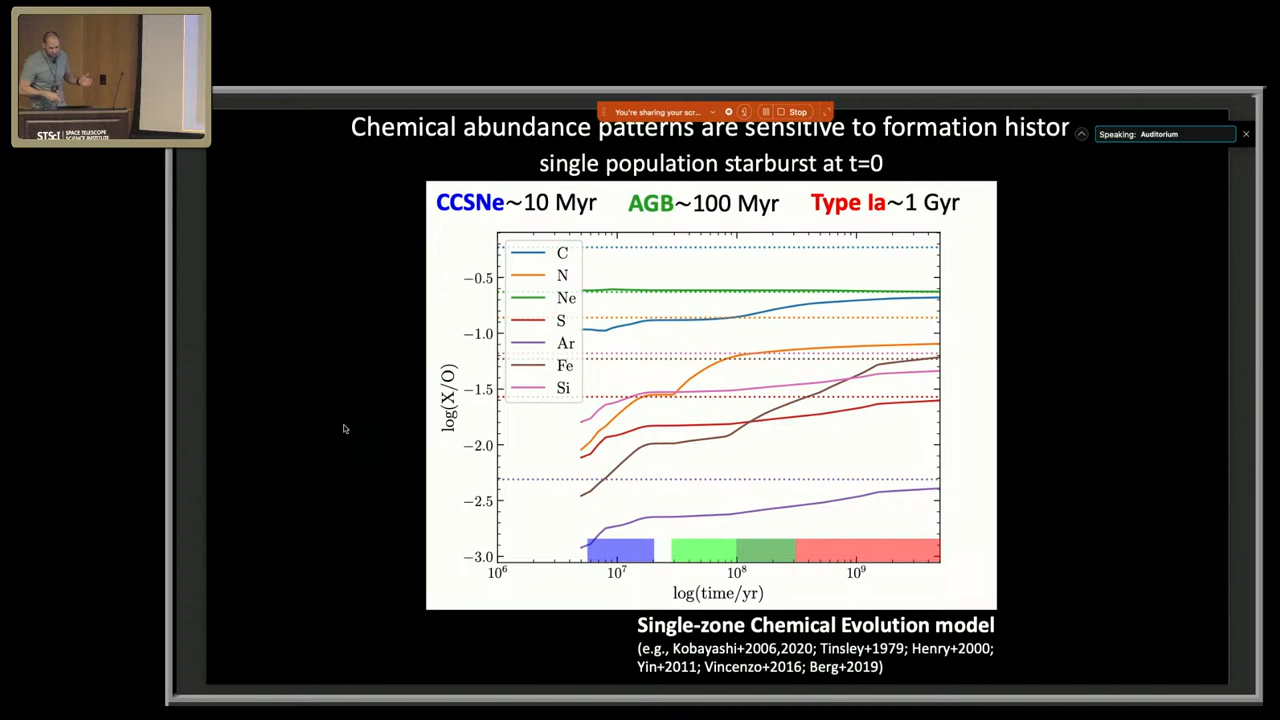 STScI | SPACE TELESCOPE
SCIENCE INSTITUTE
You're sharing your scr...
Stop
Speaking: Auditorium
Chemical abundance patterns are sensitive to formation histor
single population starburst at t=0
CCSNe~10 Myr AGB~100 Myr Type Ia~1 Gyr
C
N
Ne
S
Ar
Fe
Si
log(X/O)
−0.5
−1.0
−1.5
−2.0
−2.5
−3.0
10⁶ 10⁷ 10⁸ 10⁹
log(time/yr)
Single-zone Chemical Evolution model
(e.g., Kobayashi+2006,2020; Tinsley+1979; Henry+2000;
Yin+2011; Vincenzo+2016; Berg+2019)